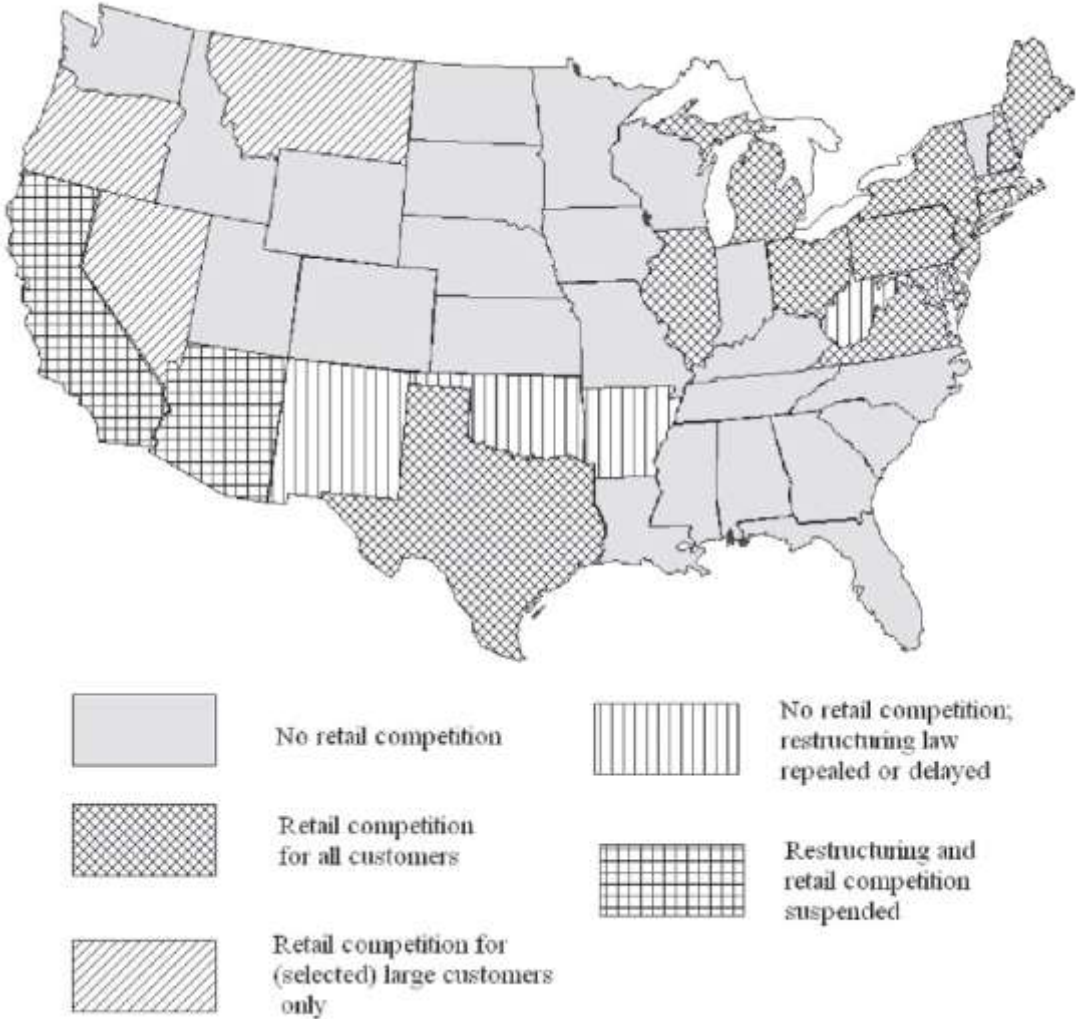 No retail competition
Retail competition
for all customers
Retail competition for
(selected) large customers
only
No retail competition;
restructuring law
repealed or delayed
Restructuring and
retail competition
suspended